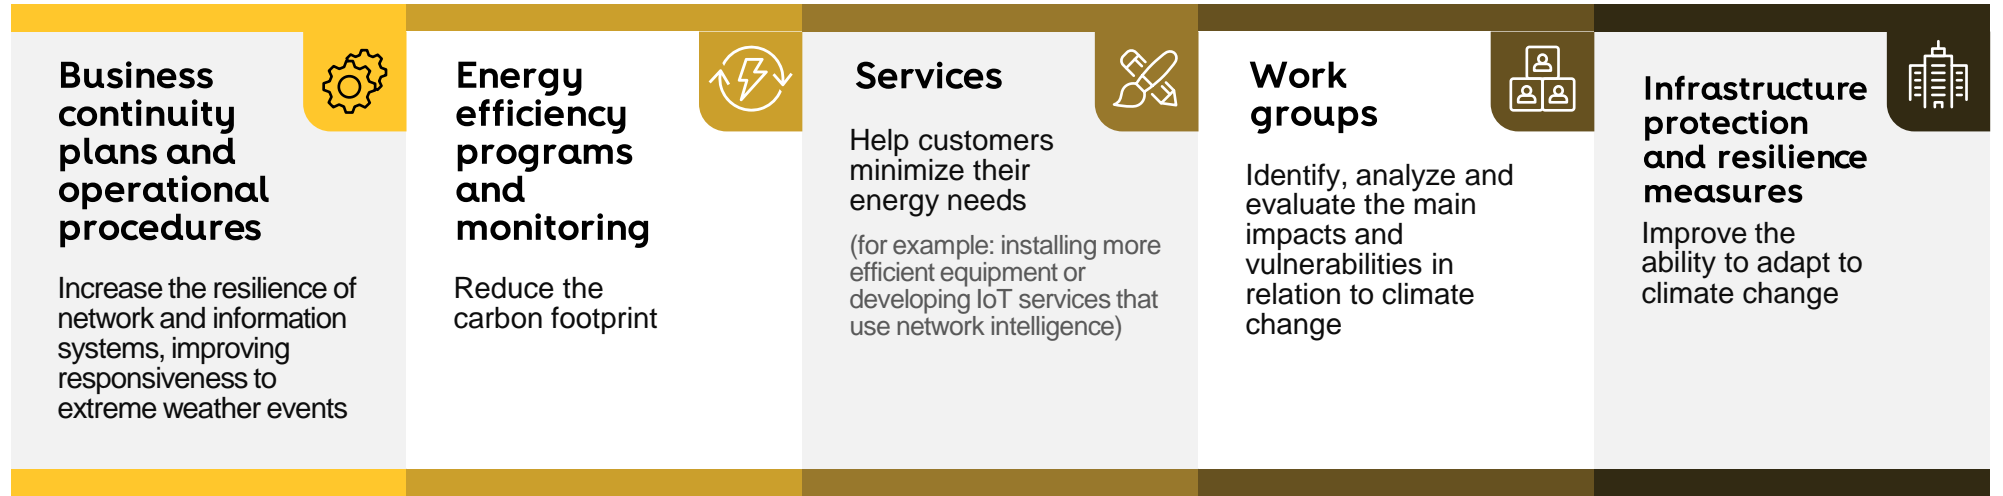 Business
continuity
plans and
operational
procedures
Increase the resilience of
network and information
systems, improving
responsiveness to
extreme weather events
Energy
efficiency
programs
and
monitoring
Reduce the
carbon footprint
Services
Help customers
minimize their
energy needs
(for example: installing more
efficient equipment or
developing IoT services that
use network intelligence)
Work
groups
Identify, analyze and
evaluate the main
impacts and
vulnerabilities in
relation to climate
change
Infrastructure
protection
and resilience
measures
Improve the
ability to adapt to
climate change